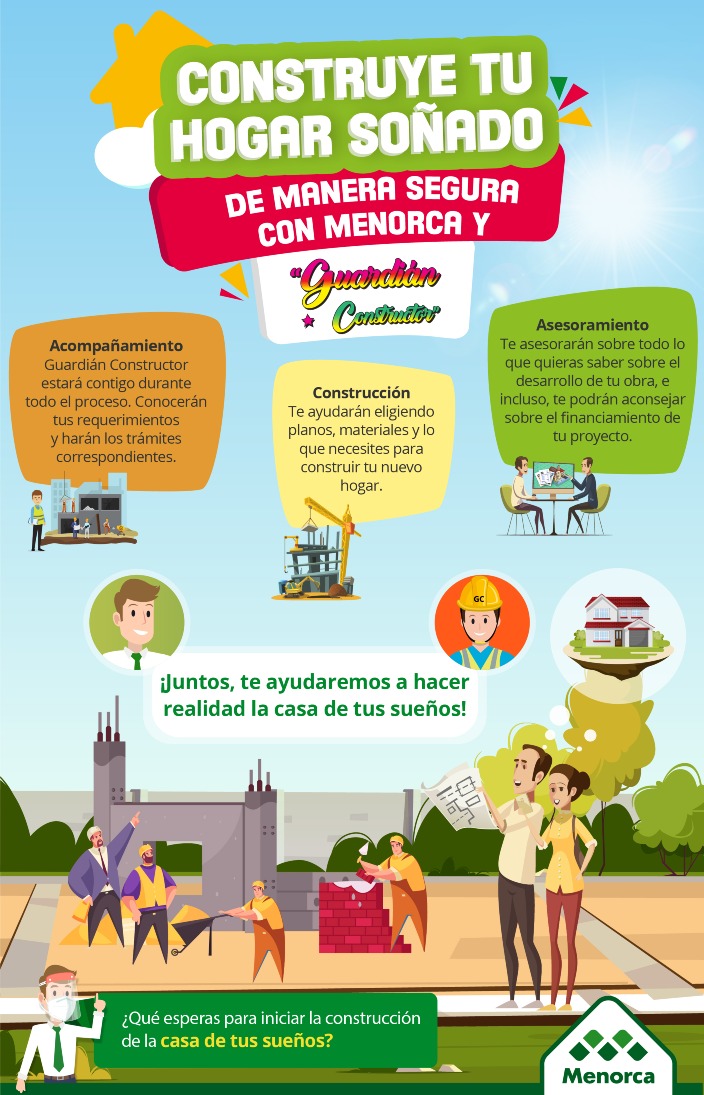 CONSTRUYE TU
HOGAR SOÑADO
DE MANERA SEGURA
CON MENORCA Y
"Guardián
Constructor"
Acompañamiento
Guardián Constructor
estará contigo durante
todo el proceso. Conocerán
tus requerimientos
y harán los trámites
correspondientes.
Construcción
Te ayudarán eligiendo
planos, materiales y lo
que necesites para
construir tu nuevo
hogar.
Asesoramiento
Te asesorarán sobre todo lo
que quieras saber sobre el
desarrollo de tu obra, e
incluso, te podrán aconsejar
sobre el financiamiento de
tu proyecto.
GC
¡Juntos, te ayudaremos a hacer
realidad la casa de tus sueños!
¿Qué esperas para iniciar la construcción
de la casa de tus sueños?
Menorca